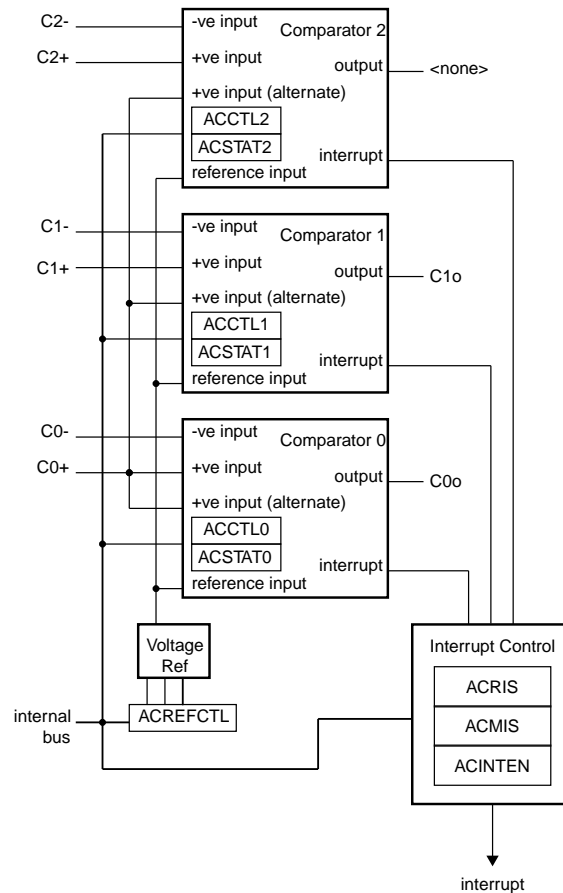 C2-
-ve input
Comparator 2
C2+
+ve input
output
<none>
+ve input (alternate)
ACCTL2
ACSTAT2
interrupt
reference input
C1-
-ve input
Comparator 1
C1+
+ve input
output
C1o
+ve input (alternate)
ACCTL1
ACSTAT1
interrupt
reference input
C0-
-ve input
Comparator 0
C0+
+ve input
output
C0o
+ve input (alternate)
ACCTL0
ACSTAT0
interrupt
reference input
Voltage
Ref
Interrupt Control
ACRIS
internal
bus
ACREFCTL
ACMIS
ACINTEN
interrupt